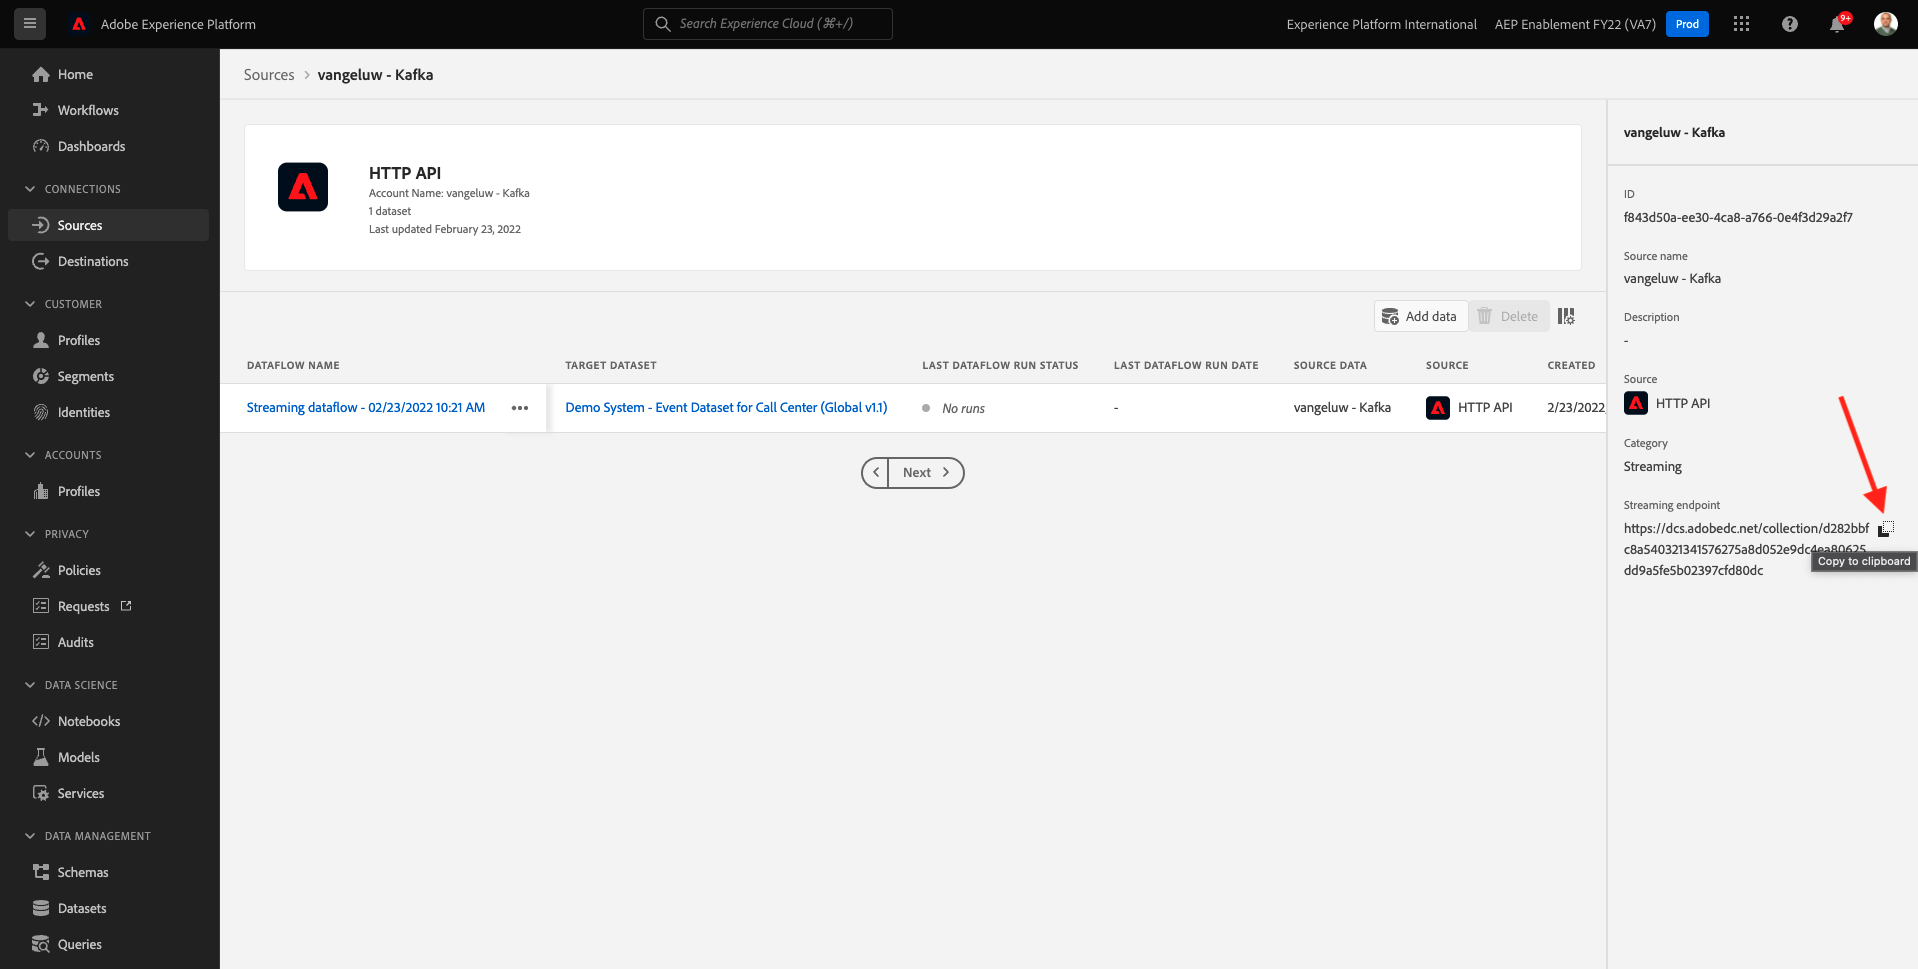 Adobe Experience Platform
Search Experience Cloud (⌘+/)
Experience Platform International
AEP Enablement FY22 (VA7)
Prod
9+
Home
Workflows
Dashboards
CONNECTIONS
Sources
Destinations
CUSTOMER
Profiles
Segments
Identities
ACCOUNTS
Profiles
PRIVACY
Policies
Requests
Audits
DATA SCIENCE
Notebooks
Models
Services
DATA MANAGEMENT
Schemas
Datasets
Queries
Sources > vangeluw - Kafka
HTTP API
Account Name: vangeluw - Kafka
1 dataset
Last updated February 23, 2022
Add data
Delete
DATAFLOW NAME TARGET DATASET LAST DATAFLOW RUN STATUS LAST DATAFLOW RUN DATE SOURCE DATA SOURCE CREATED
Streaming dataflow - 02/23/2022 10:21 AM ••• Demo System - Event Dataset for Call Center (Global v1.1) No runs - vangeluw - Kafka HTTP API 2/23/2022,
< Next >
vangeluw - Kafka
ID
f843d50a-ee30-4ca8-a766-0e4f3d29a2f7
Source name
vangeluw - Kafka
Description
-
Source
HTTP API
Category
Streaming
Streaming endpoint
https://dcs.adobedc.net/collection/d282bbf
c8a540321341576275a8d052e9dc4ea80625
dd9a5fe5b02397cfd80dc
Copy to clipboard